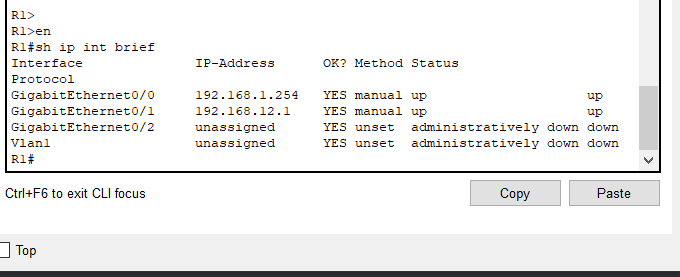 R1>
R1>en
R1#sh ip int brief
Interface IP-Address OK? Method Status
Protocol
GigabitEthernet0/0 192.168.1.254 YES manual up up
GigabitEthernet0/1 192.168.12.1 YES manual up up
GigabitEthernet0/2 unassigned YES unset administratively down down
Vlan1 unassigned YES unset administratively down down
R1#
Ctrl+F6 to exit CLI focus
Copy Paste
Top